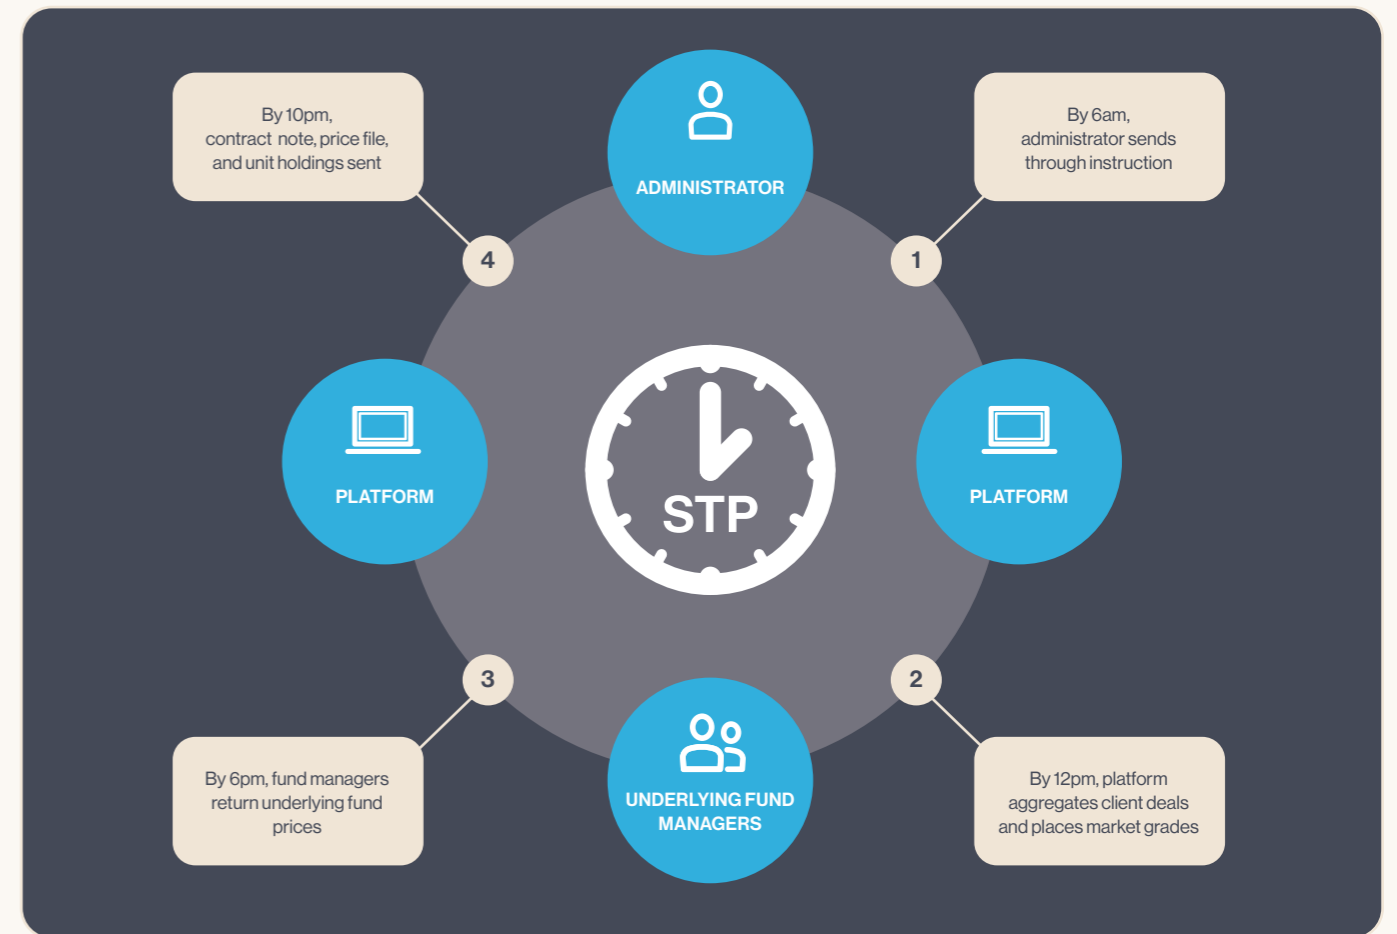 ADMINISTRATOR
1
By 6am,
administrator sends
through instruction
PLATFORM
2
By 12pm, platform
aggregates client deals
and places market grades
UNDERLYING FUND
MANAGERS
3
By 6pm, fund managers
return underlying fund
prices
PLATFORM
4
By 10pm,
contract note, price file,
and unit holdings sent
STP